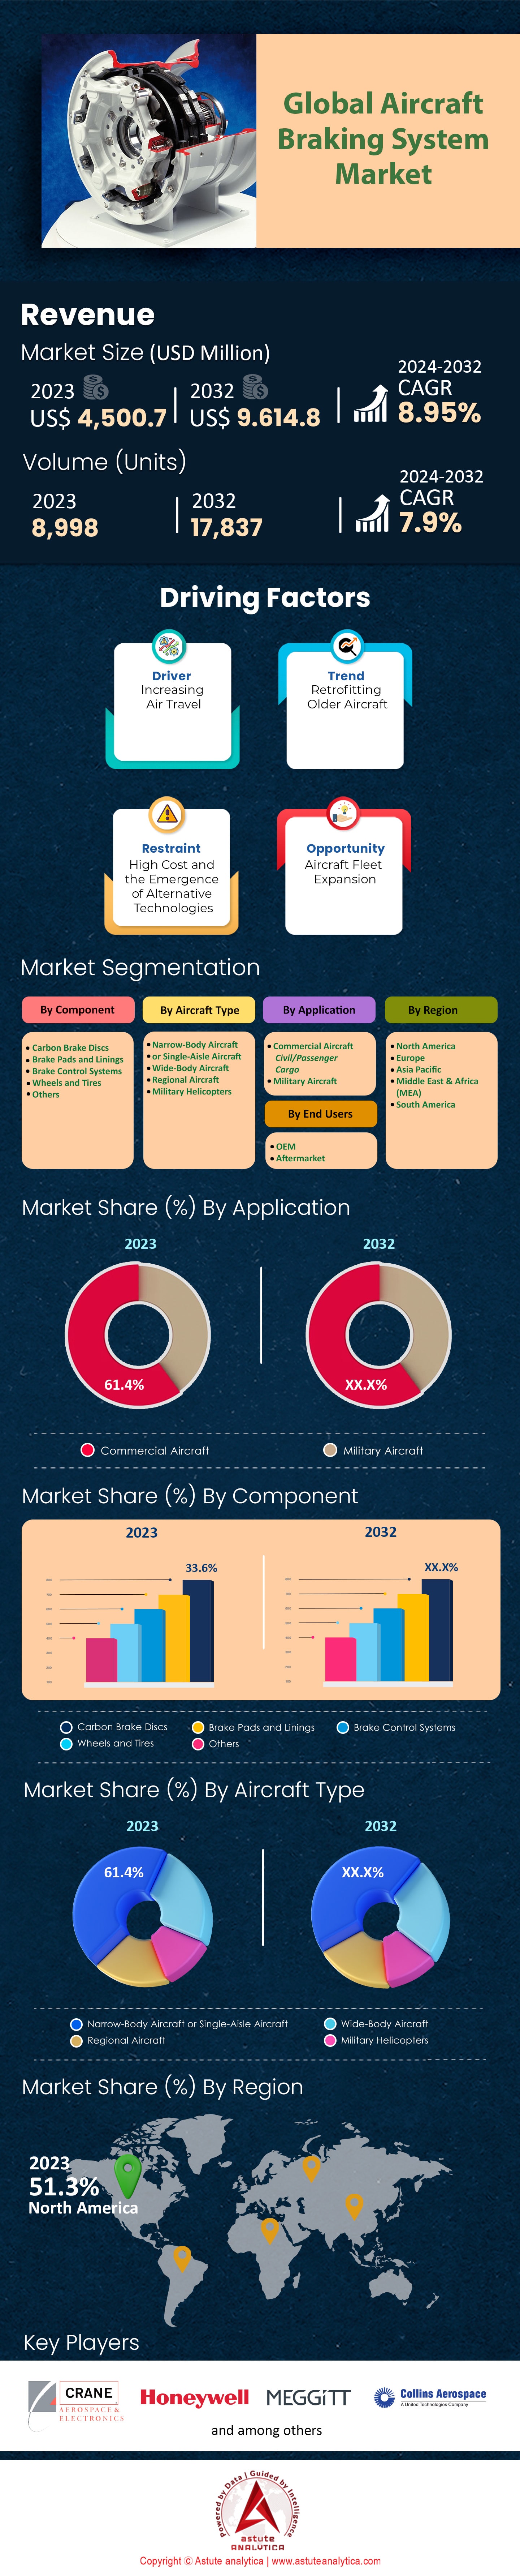 Global Aircraft
Braking System
Market
Revenue
Market Size (USD Million)
2023
US$ 4,500.7
2032
US$ 9.614.8
2024-2032
CAGR
8.95%
Volume (Units)
2023
8,998
2032
17,837
2024-2032
CAGR
7.9%
Driving Factors
Driver
Increasing
Air Travel
Trend
Retrofitting
Older Aircraft
Restraint
High Cost and
the Emergence
of Alternative
Technologies
Opportunity
Aircraft Fleet
Expansion
Market Segmentation
By Component
• Carbon Brake Discs
• Brake Pads and Linings
• Brake Control Systems
• Wheels and Tires
• Others
By Aircraft Type
• Narrow-Body Aircraft
• or Single-Aisle Aircraft
• Wide-Body Aircraft
• Regional Aircraft
• Military Helicopters
By Application
• Commercial Aircraft
Civil/Passenger
Cargo
• Military Aircraft
By End Users
• OEM
• Aftermarket
By Region
• North America
• Europe
• Asia Pacific
• Middle East & Africa
(MEA)
• South America
Market Share (%) By Application
2023
61.4%
2032
XX.X%
Commercial Aircraft
Military Aircraft
Market Share (%) By Component
2023
33.6%
2032
XX.X%
Carbon Brake Discs
Brake Pads and Linings
Brake Control Systems
Wheels and Tires
Others
Market Share (%) By Aircraft Type
2023
61.4%
2032
XX.X%
Narrow-Body Aircraft or Single-Aisle Aircraft
Wide-Body Aircraft
Regional Aircraft
Military Helicopters
Market Share (%) By Region
2023
51.3%
North America
Key Players
CRANE
AEROSPACE &
ELECTRONICS
Honeywell
MEGGiTT
Collins Aerospace
A United Technologies Company
and among others
Powered by Data | Guided by Intelligence
astute
ANALYTICA
Copyright © Astute analytica | www.astuteanalytica.com